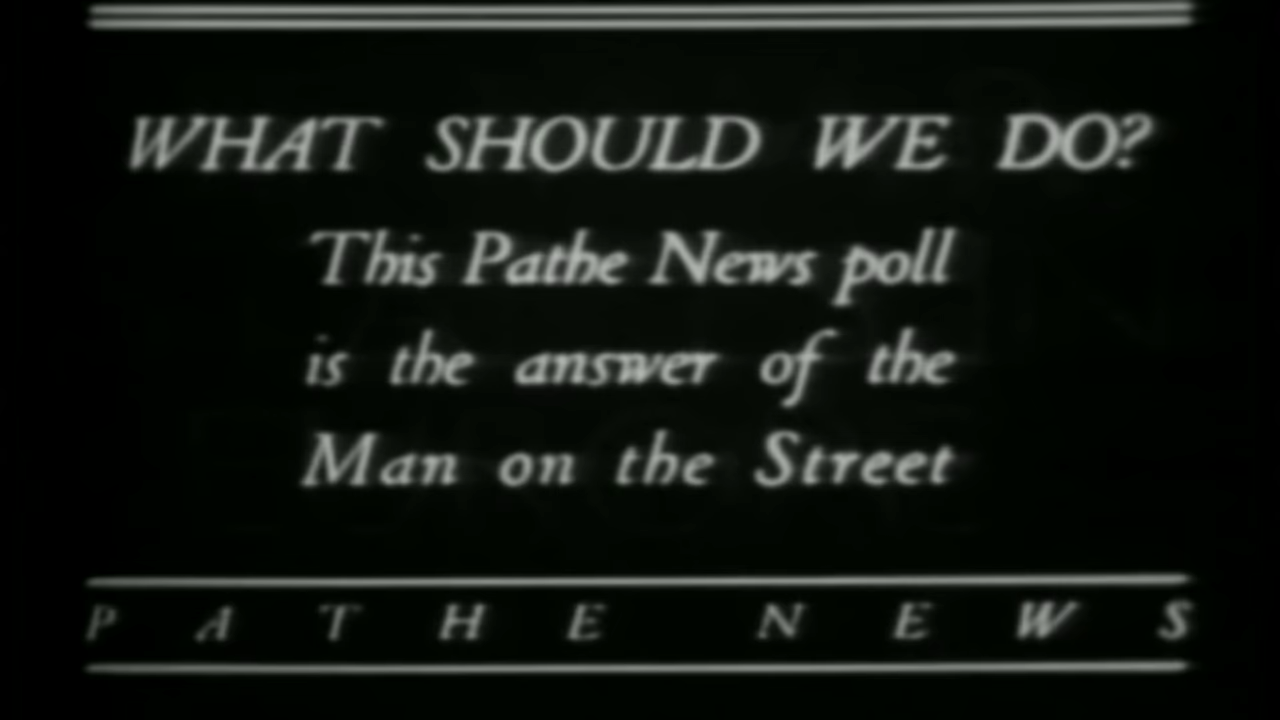 WHAT SHOULD WE DO?
This Pathe News poll
is the answer of the
Man on the Street
PATHE NEWS